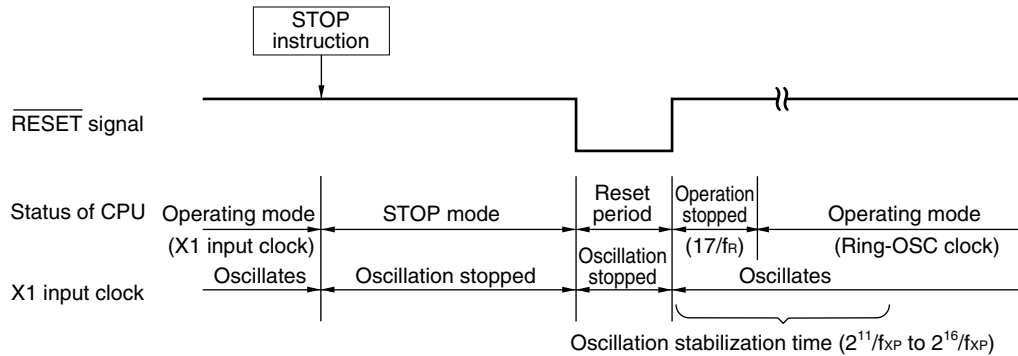 STOP
instruction
RESET signal
Status of CPU
Operating mode
(X1 input clock)
STOP mode
Reset
period
Operation
stopped
(17/fR)
Operating mode
(Ring-OSC clock)
X1 input clock
Oscillates
Oscillation stopped
Oscillation
stopped
Oscillates
Oscillation stabilization time (2^11/fXP to 2^16/fXP)